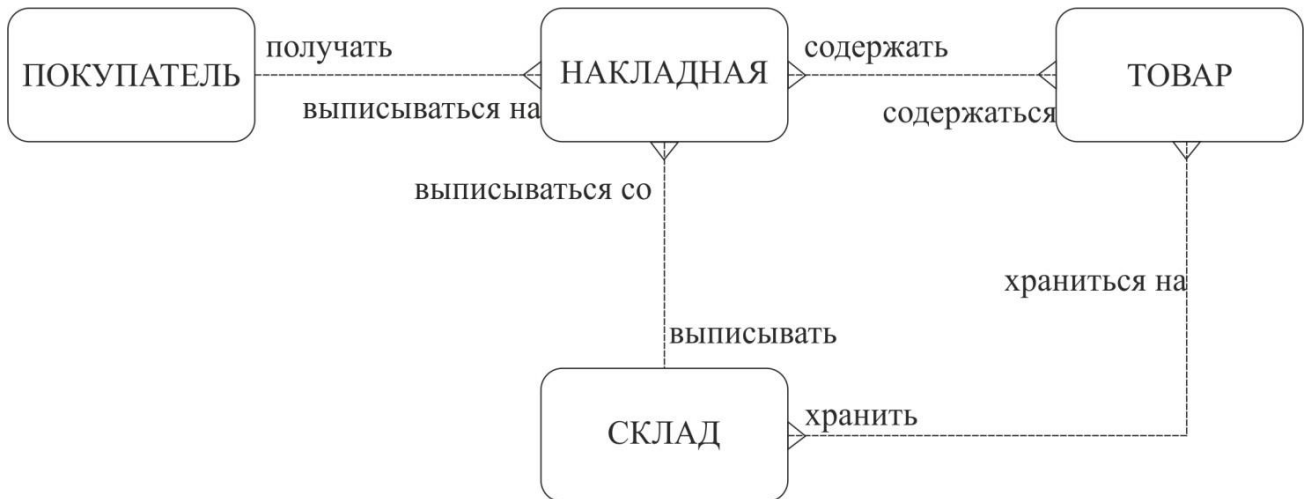 получать
содержать
ПОКУПАТЕЛЬ
НАКЛАДНАЯ
ТОВАР
выписываться на
содержаться
выписываться со
храниться на
выписывать
хранить
СКЛАД